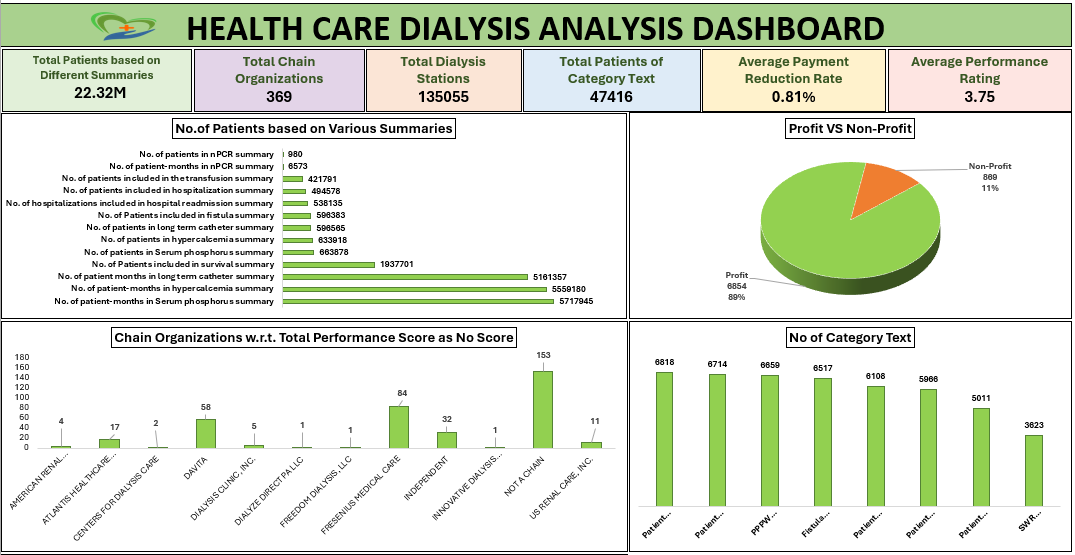 HEALTH CARE DIALYSIS ANALYSIS DASHBOARD
Total Patients based on
Different Summaries
22.32M
Total Chain
Organizations
369
Total Dialysis
Stations
135055
Total Patients of
Category Text
47416
Average Payment
Reduction Rate
0.81%
Average Performance
Rating
3.75
No.of Patients based on Various Summaries
No. of patients in nPCR summary 980
No. of patient-months in nPCR summary 6573
No. of patients included in the transfusion summary 421791
No. of patients included in hospitalization summary 494578
No. of hospitalizations included in hospital readmission summary 538135
No. of Patients included in fistula summary 596383
No. of patients in long term catheter summary 596565
No. of patients in hypercalcemia summary 633918
No. of patients in Serum phosphorus summary 663878
No. of Patients included in survival summary 1937701
No. of patient months in long term catheter summary 5161357
No. of patient-months in hypercalcemia summary 5559180
No. of patient-months in Serum phosphorus summary 5717945
Profit VS Non-Profit
Non-Profit
869
11%
Profit
6854
89%
Chain Organizations w.r.t. Total Performance Score as No Score
180
160
140
120
100
80
60
40
20
0
4
17
2
58
5
1
1
84
32
1
153
11
AMERICAN RENAL...
ATLANTIS HEALTHCARE...
CENTERS FOR DIALYSIS CARE
DAVITA
DIALYSIS CLINIC, INC.
DIALYZE DIRECT PA LLC
FREEDOM DIALYSIS, LLC
FRESENIUS MEDICAL CARE
INDEPENDENT
INNOVATIVE DIALYSIS...
NOT A CHAIN
US RENAL CARE, INC.
No of Category Text
6818
6714
6659
6517
6108
5966
5011
3623
Patient...
Patient...
PPPW...
Fistula...
Patient...
Patient...
Patient...
SWR...